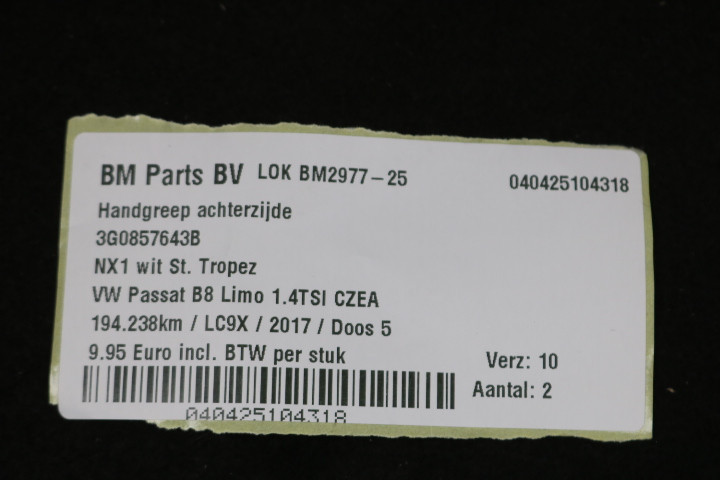 BM Parts BV LOK BM2977-25 040425104318
Handgreep achterzijde
3G0857643B
NX1 wit St. Tropez
VW Passat B8 Limo 1.4TSI CZEA
194.238km / LC9X / 2017 / Doos 5
9.95 Euro incl. BTW per stuk Verz: 10
Aantal: 2
040425104318